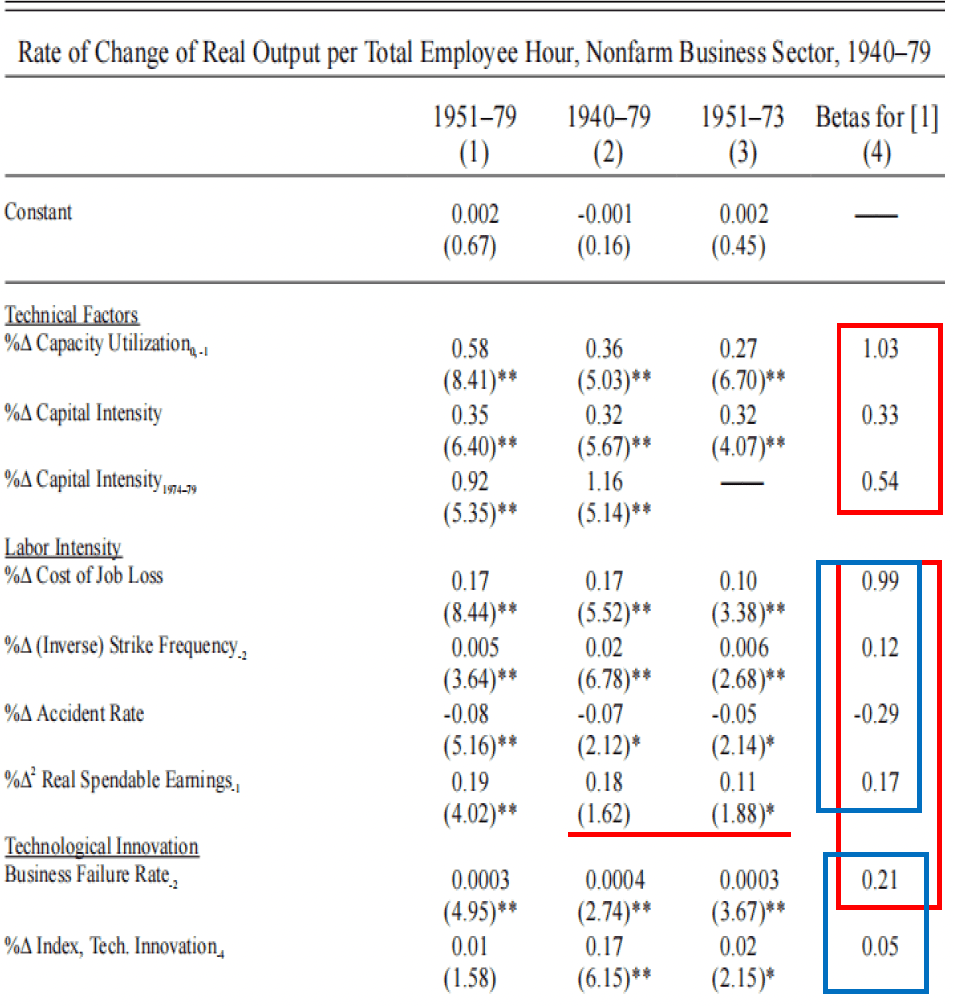 Rate of Change of Real Output per Total Employee Hour, Nonfarm Business Sector, 1940–79
1951–79 1940–79 1951–73 Betas for [1]
(1) (2) (3) (4)
Constant 0.002 -0.001 0.002 —
(0.67) (0.16) (0.45)
Technical Factors
%Δ Capacity Utilization0, -1 0.58 0.36 0.27 1.03
(8.41)** (5.03)** (6.70)**
%Δ Capital Intensity 0.35 0.32 0.32 0.33
(6.40)** (5.67)** (4.07)**
%Δ Capital Intensity1974–79 0.92 1.16 — 0.54
(5.35)** (5.14)**
Labor Intensity
%Δ Cost of Job Loss 0.17 0.17 0.10 0.99
(8.44)** (5.52)** (3.38)**
%Δ (Inverse) Strike Frequency-2 0.005 0.02 0.006 0.12
(3.64)** (6.78)** (2.68)**
%Δ Accident Rate -0.08 -0.07 -0.05 -0.29
(5.16)** (2.12)* (2.14)*
%Δ² Real Spendable Earnings-1 0.19 0.18 0.11 0.17
(4.02)** (1.62) (1.88)*
Technological Innovation
Business Failure Rate-2 0.0003 0.0004 0.0003 0.21
(4.95)** (2.74)** (3.67)**
%Δ Index, Tech. Innovation-4 0.01 0.17 0.02 0.05
(1.58) (6.15)** (2.15)*